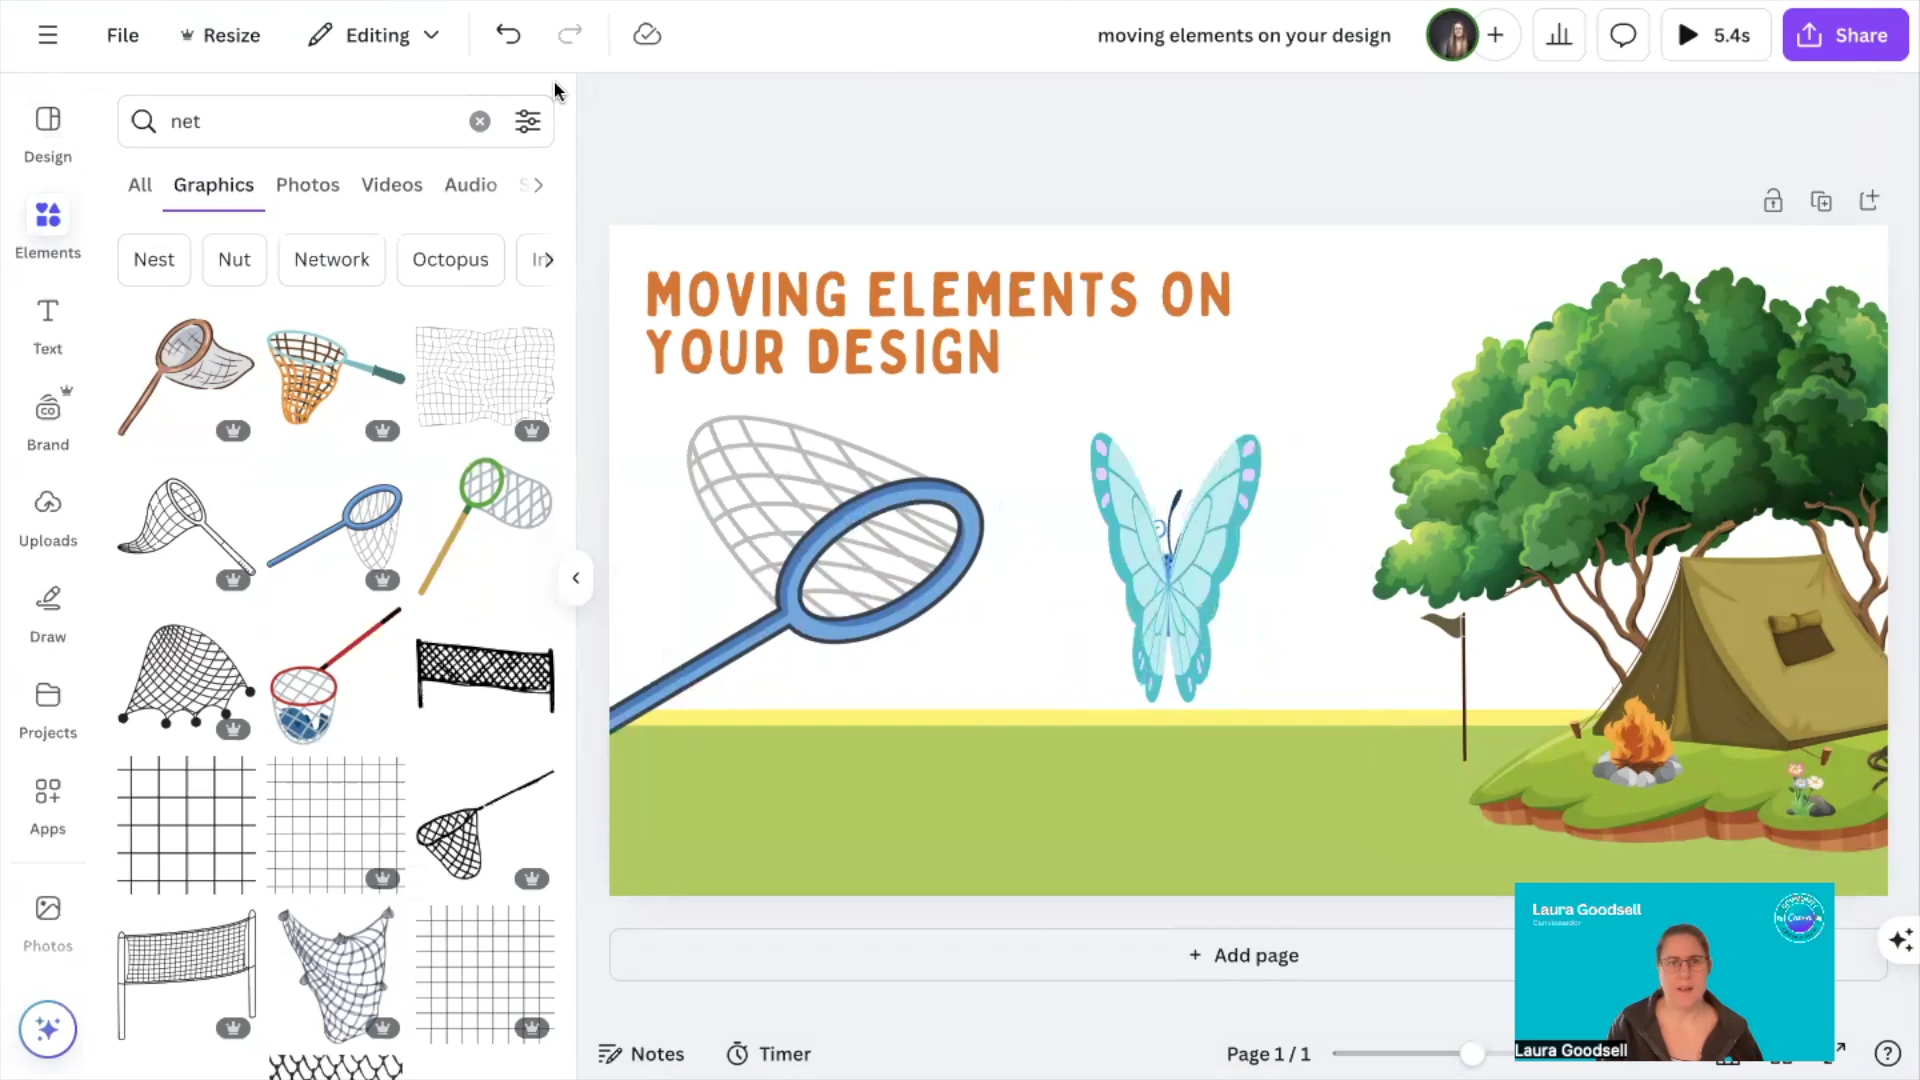 File
Resize
Editing
moving elements on your design
5.4s
Share
Design
Elements
Text
Brand
Uploads
Draw
Projects
Apps
Photos
net
All
Graphics
Photos
Videos
Audio
Nest
Nut
Network
Octopus
MOVING ELEMENTS ON
YOUR DESIGN
+ Add page
Notes
Timer
Page 1 / 1
Laura Goodsell
Canvassador
Canva
Laura Goodsell